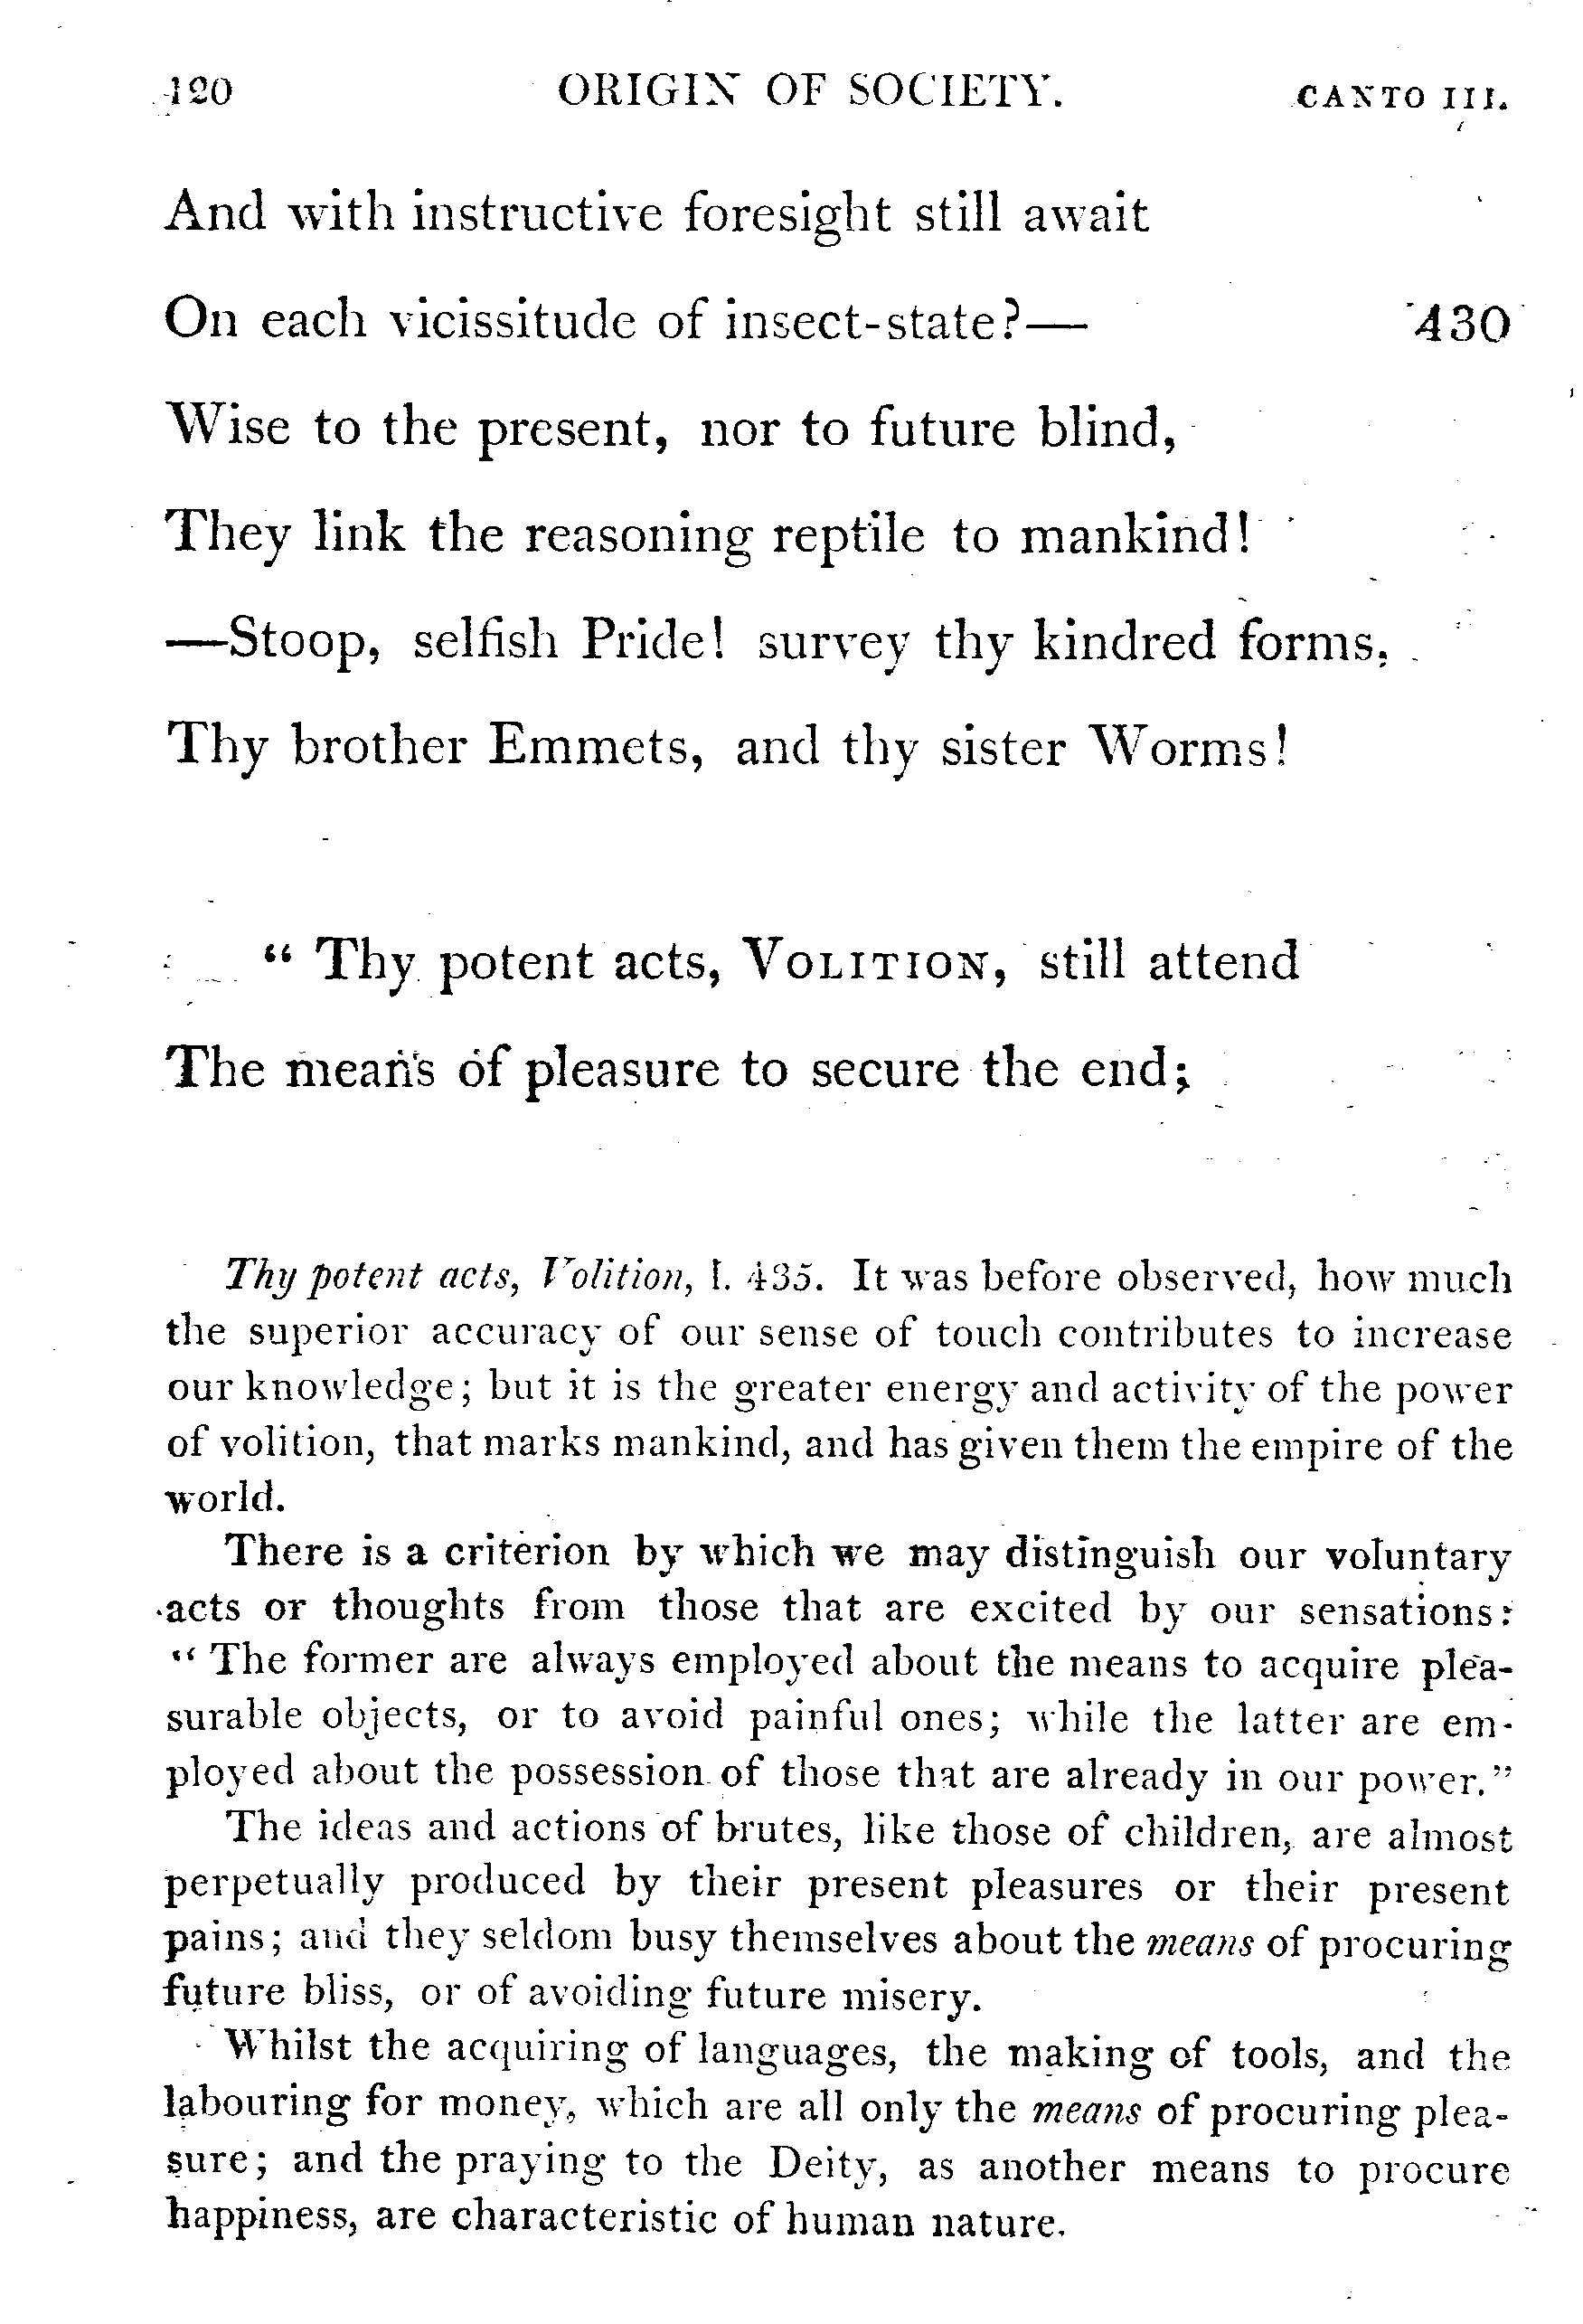 120 ORIGIN OF SOCIETY. CANTO III.
And with instructive foresight still await
On each vicissitude of insect-state?— 430
Wise to the present, nor to future blind,
They link the reasoning reptile to mankind!
—Stoop, selfish Pride! survey thy kindred forms,
Thy brother Emmets, and thy sister Worms!
“ Thy potent acts, VOLITION, still attend
The means of pleasure to secure the end;
Thy potent acts, Volition, l. 435. It was before observed, how much
the superior accuracy of our sense of touch contributes to increase
our knowledge; but it is the greater energy and activity of the power
of volition, that marks mankind, and has given them the empire of the
world.
There is a criterion by which we may distinguish our voluntary
acts or thoughts from those that are excited by our sensations:
“ The former are always employed about the means to acquire plea-
surable objects, or to avoid painful ones; while the latter are em-
ployed about the possession of those that are already in our power.”
The ideas and actions of brutes, like those of children, are almost
perpetually produced by their present pleasures or their present
pains; and they seldom busy themselves about the means of procuring
future bliss, or of avoiding future misery.
Whilst the acquiring of languages, the making of tools, and the
labouring for money, which are all only the means of procuring plea-
sure; and the praying to the Deity, as another means to procure
happiness, are characteristic of human nature.